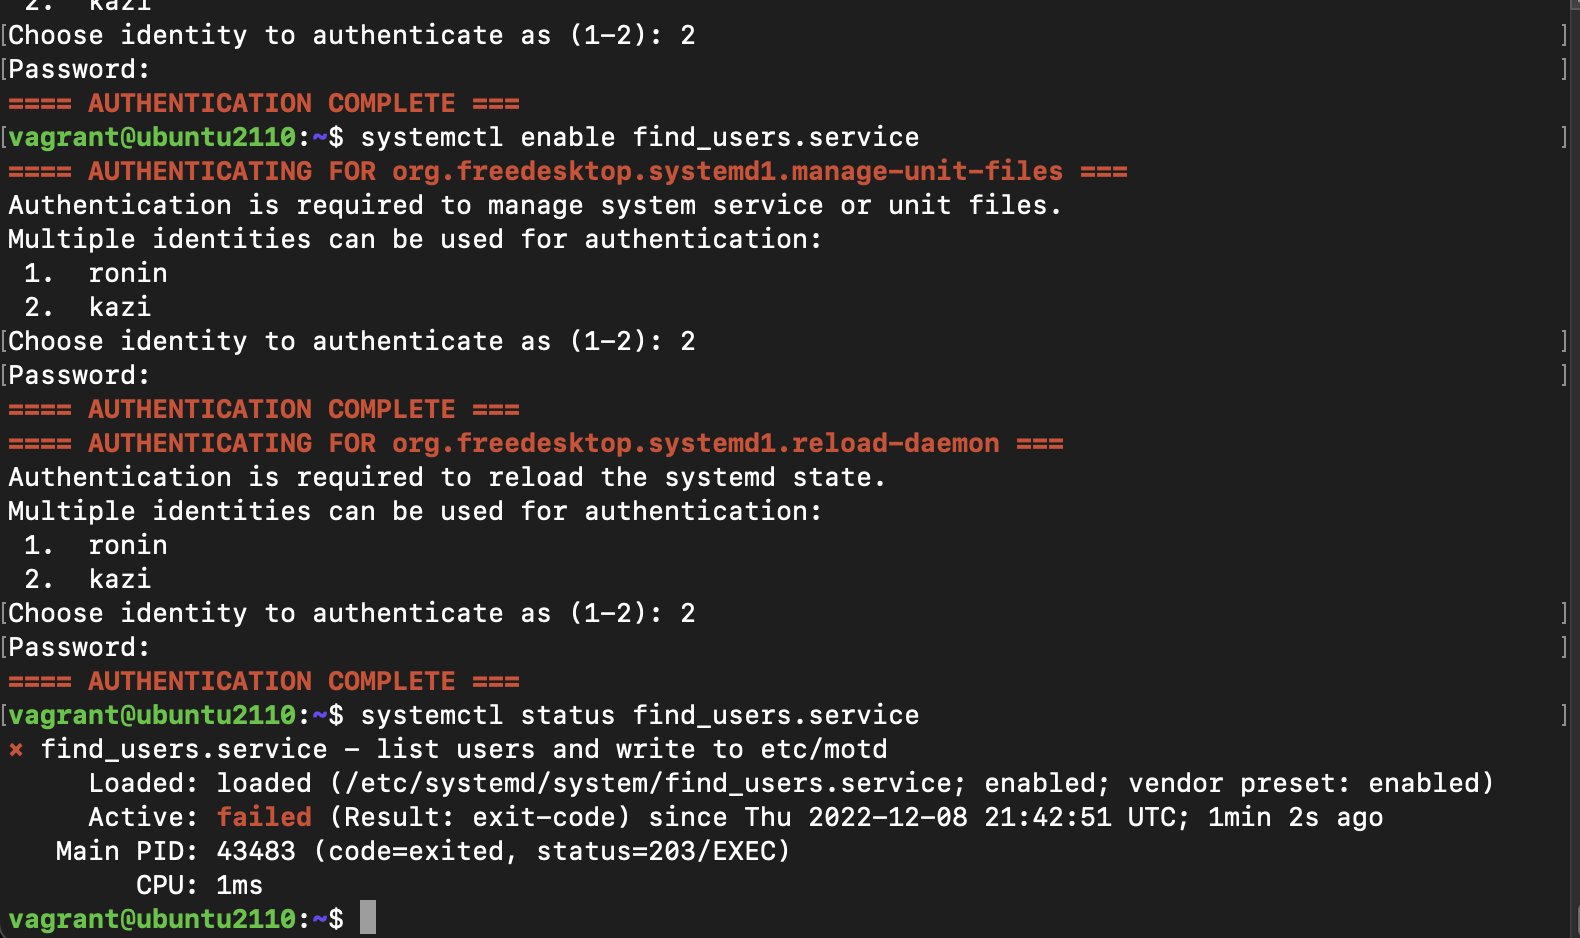 2.  kazi
[Choose identity to authenticate as (1-2): 2 ]
[Password: ]
==== AUTHENTICATION COMPLETE ===
[vagrant@ubuntu2110:~$ systemctl enable find_users.service ]
==== AUTHENTICATING FOR org.freedesktop.systemd1.manage-unit-files ===
Authentication is required to manage system service or unit files.
Multiple identities can be used for authentication:
 1.  ronin
 2.  kazi
[Choose identity to authenticate as (1-2): 2 ]
[Password: ]
==== AUTHENTICATION COMPLETE ===
==== AUTHENTICATING FOR org.freedesktop.systemd1.reload-daemon ===
Authentication is required to reload the systemd state.
Multiple identities can be used for authentication:
 1.  ronin
 2.  kazi
[Choose identity to authenticate as (1-2): 2 ]
[Password: ]
==== AUTHENTICATION COMPLETE ===
[vagrant@ubuntu2110:~$ systemctl status find_users.service ]
× find_users.service - list users and write to etc/motd
     Loaded: loaded (/etc/systemd/system/find_users.service; enabled; vendor preset: enabled)
     Active: failed (Result: exit-code) since Thu 2022-12-08 21:42:51 UTC; 1min 2s ago
   Main PID: 43483 (code=exited, status=203/EXEC)
        CPU: 1ms
vagrant@ubuntu2110:~$